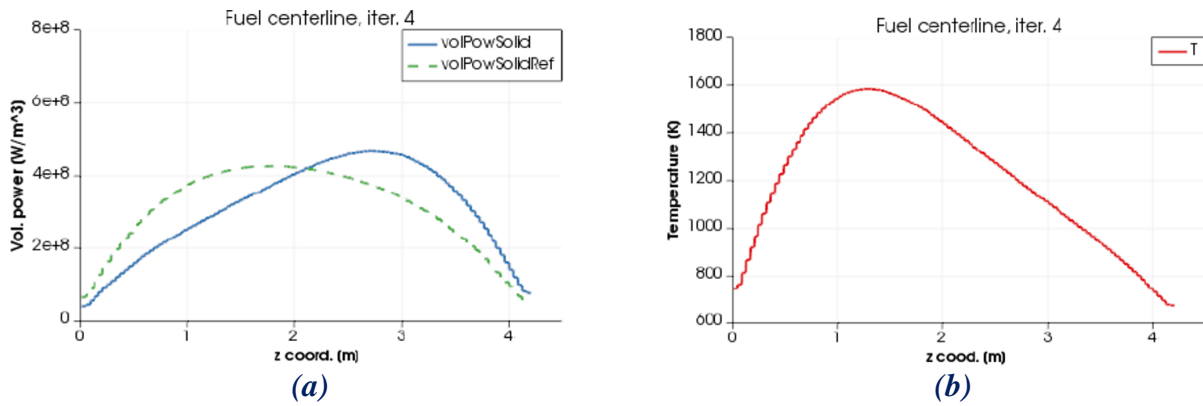 Fuel centerline, iter. 4
8e+8
6e+8
4e+8
2e+8
0
Vol. power (W/m^3)
volPowSolid
volPowSolidRef
0 1 2 3 4
z coord. (m)
(a)
Fuel centerline, iter. 4
1800
1600
1400
1200
1000
800
600
Temperature (K)
T
0 1 2 3 4
z cood. (m)
(b)